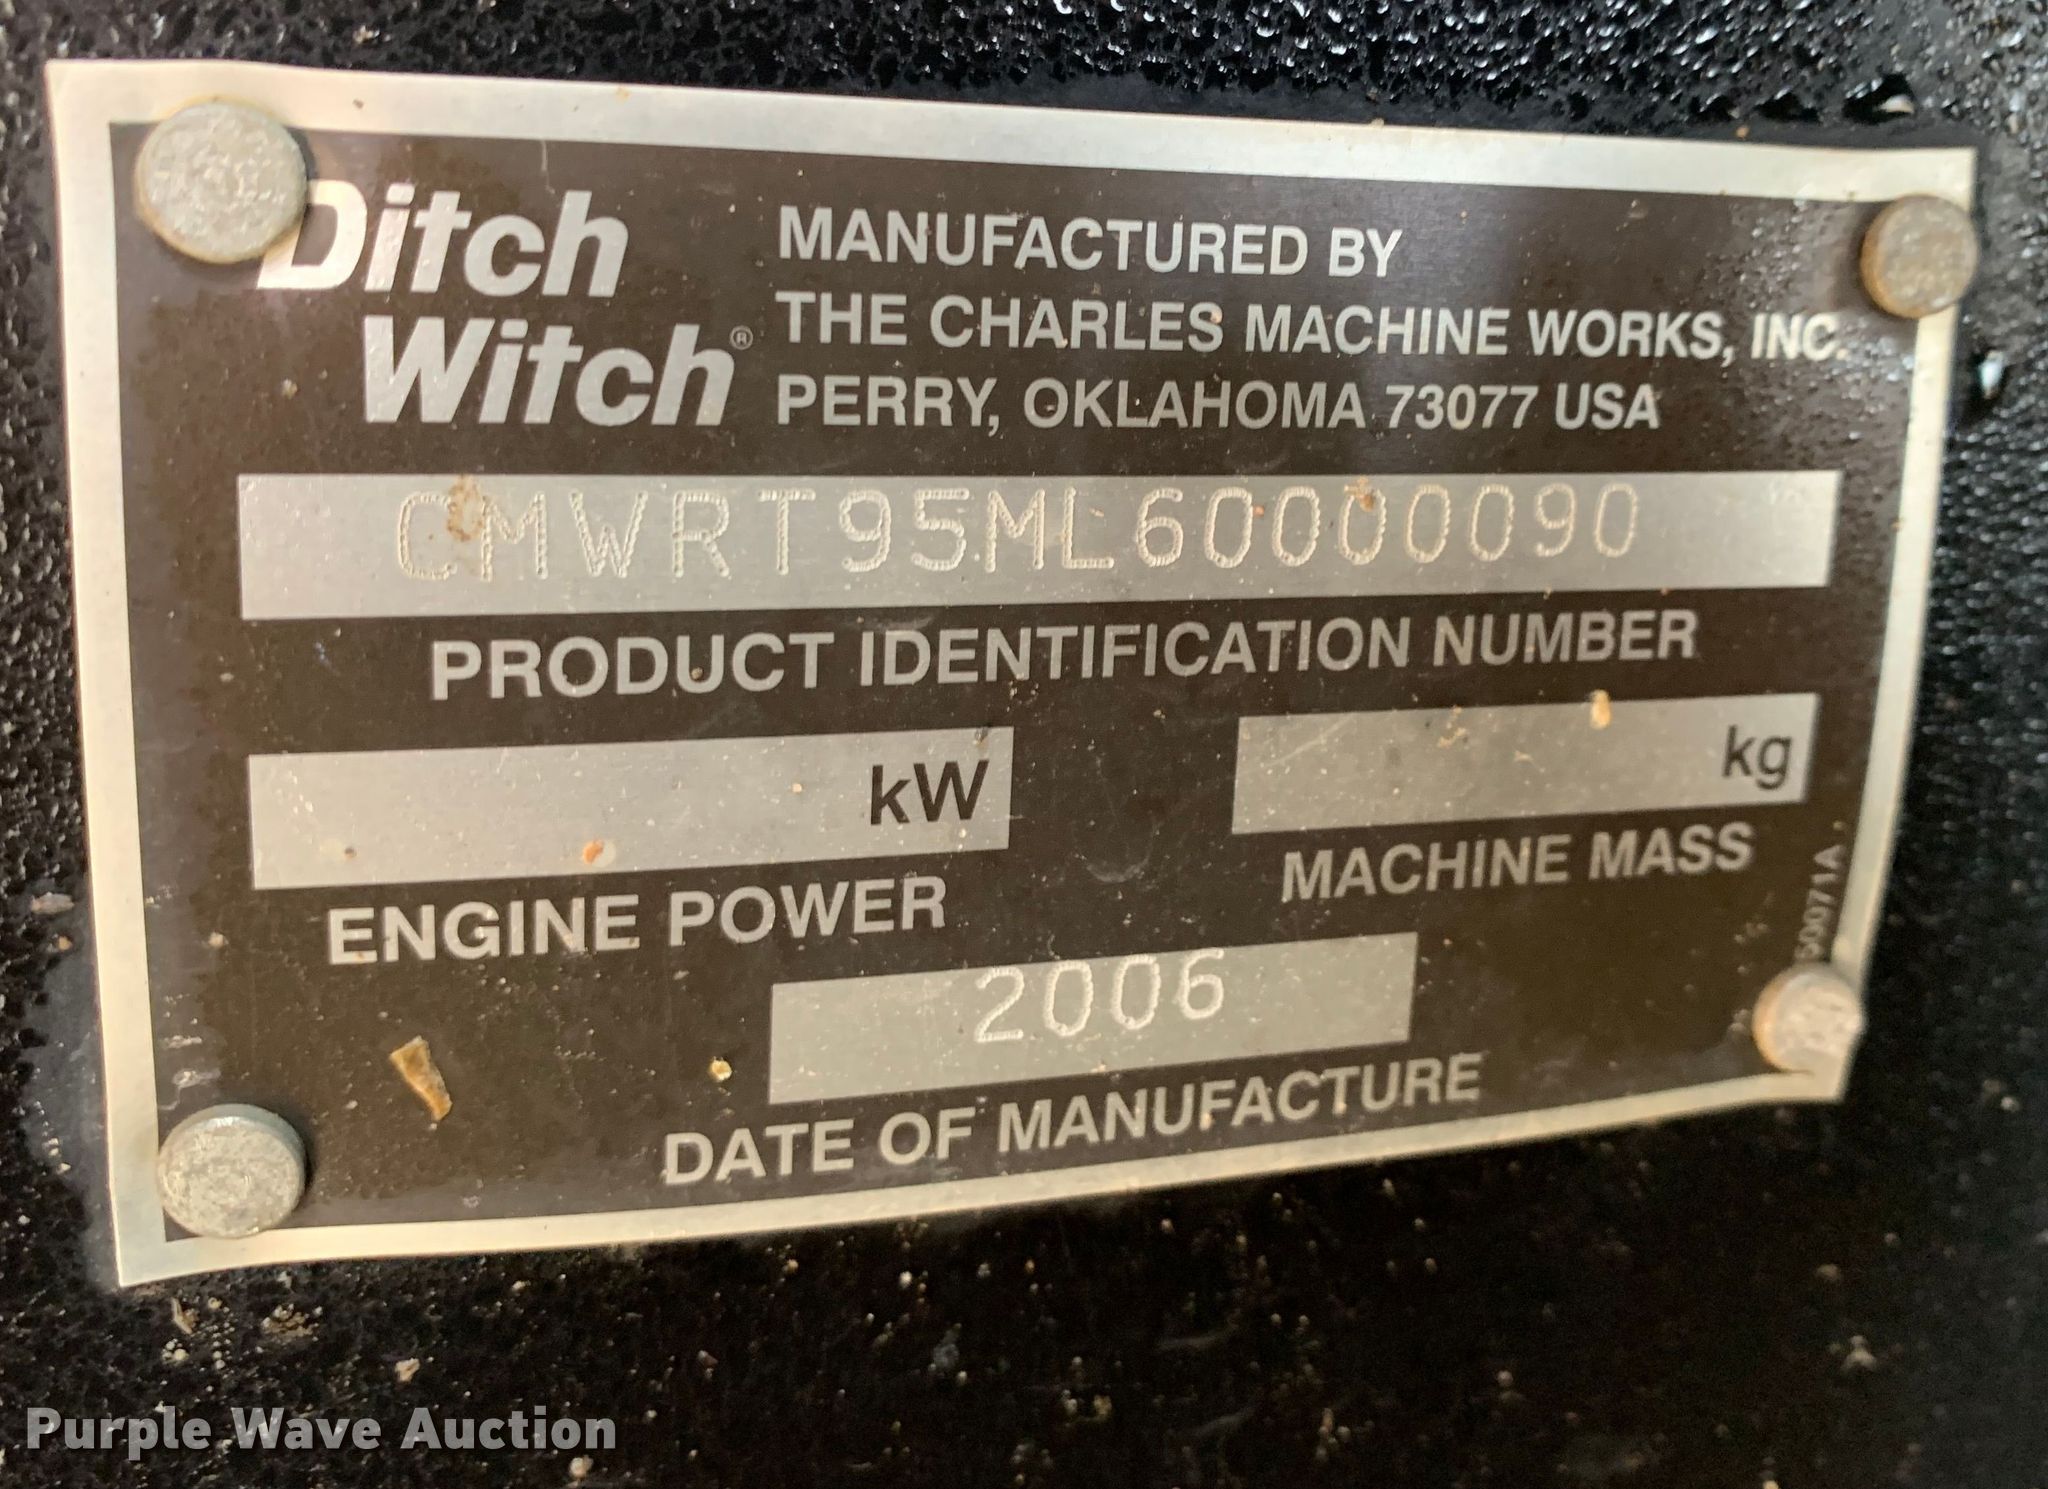 Ditch
Witch®
MANUFACTURED BY
THE CHARLES MACHINE WORKS, INC.
PERRY, OKLAHOMA 73077 USA
CMWRT95ML60000090
PRODUCT IDENTIFICATION NUMBER
kW
ENGINE POWER
kg
MACHINE MASS
2006
DATE OF MANUFACTURE
Purple Wave Auction